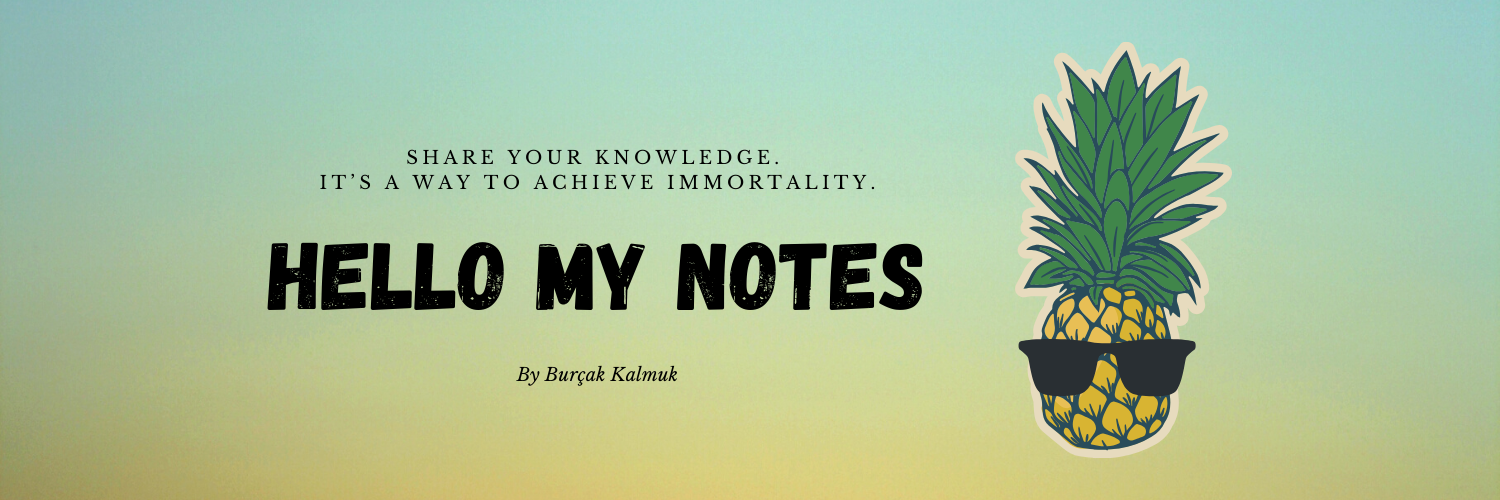 SHARE YOUR KNOWLEDGE.
IT’S A WAY TO ACHIEVE IMMORTALITY.
HELLO MY NOTES
By Burçak Kalmuk